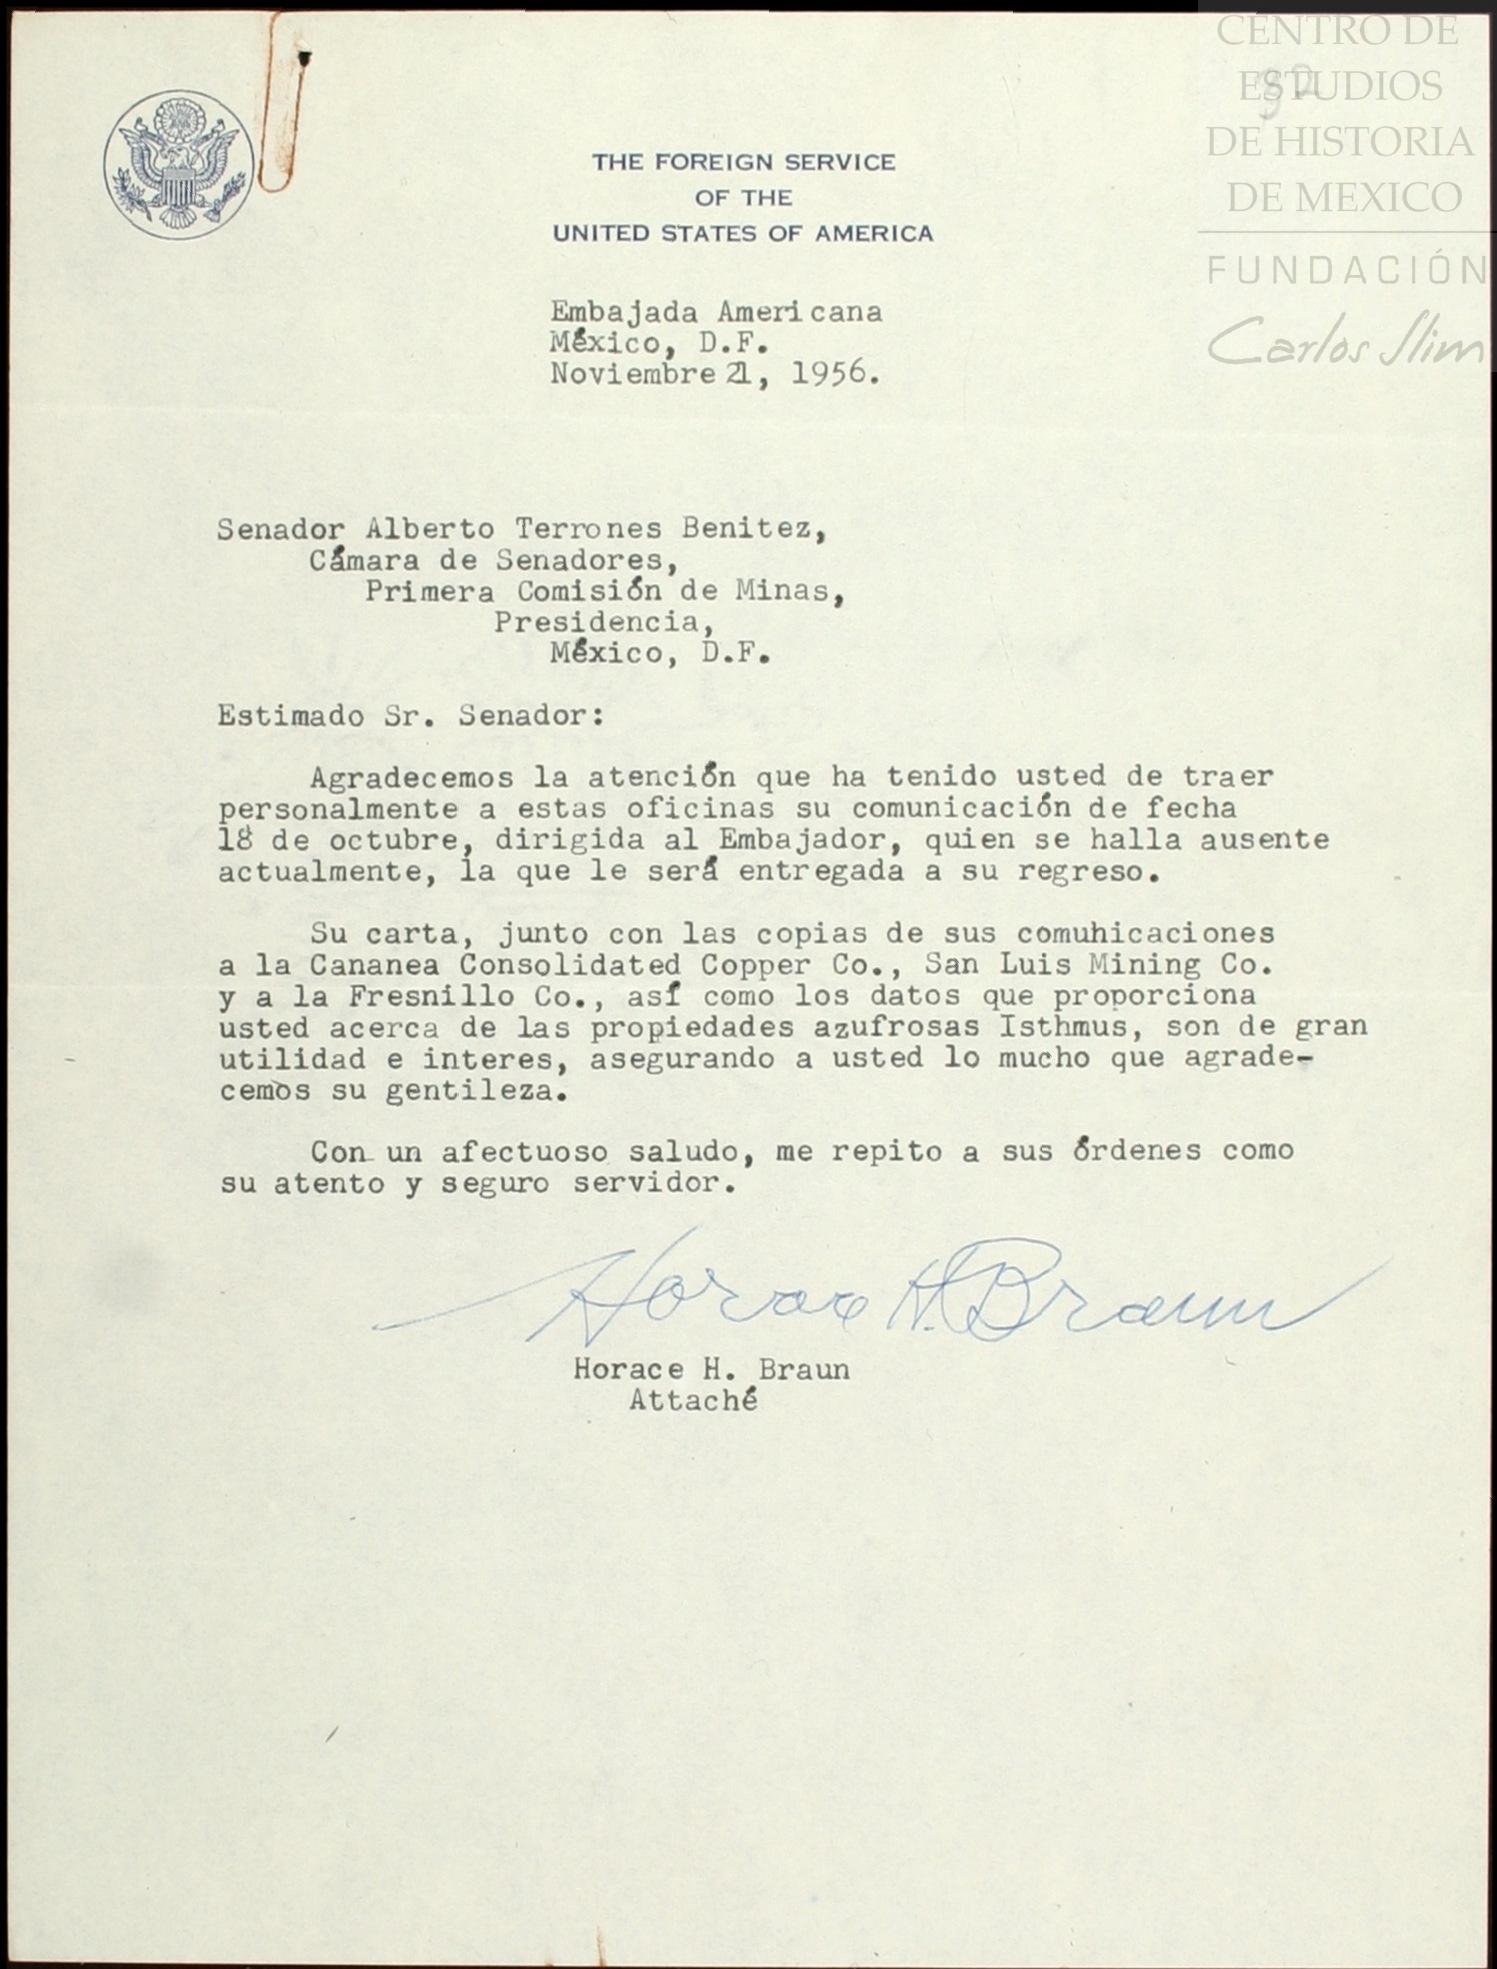 CENTRO DE
ESTUDIOS
DE HISTORIA
DE MEXICO
FUNDACIÓN
Carlos Slim
THE FOREIGN SERVICE
OF THE
UNITED STATES OF AMERICA
Embajada Americana
México, D.F.
Noviembre 21, 1956.
Senador Alberto Terrones Benitez,
Cámara de Senadores,
Primera Comisión de Minas,
Presidencia,
México, D.F.
Estimado Sr. Senador:
Agradecemos la atención que ha tenido usted de traer
personalmente a estas oficinas su comunicación de fecha
18 de octubre, dirigida al Embajador, quien se halla ausente
actualmente, la que le será entregada a su regreso.
Su carta, junto con las copias de sus comuhicaciones
a la Cananea Consolidated Copper Co., San Luis Mining Co.
y a la Fresnillo Co., así como los datos que proporciona
usted acerca de las propiedades azufrosas Isthmus, son de gran
utilidad e interes, asegurando a usted lo mucho que agrade-
cemos su gentileza.
Con un afectuoso saludo, me repito a sus órdenes como
su atento y seguro servidor.
Horace H. Braun
Horace H. Braun
Attaché